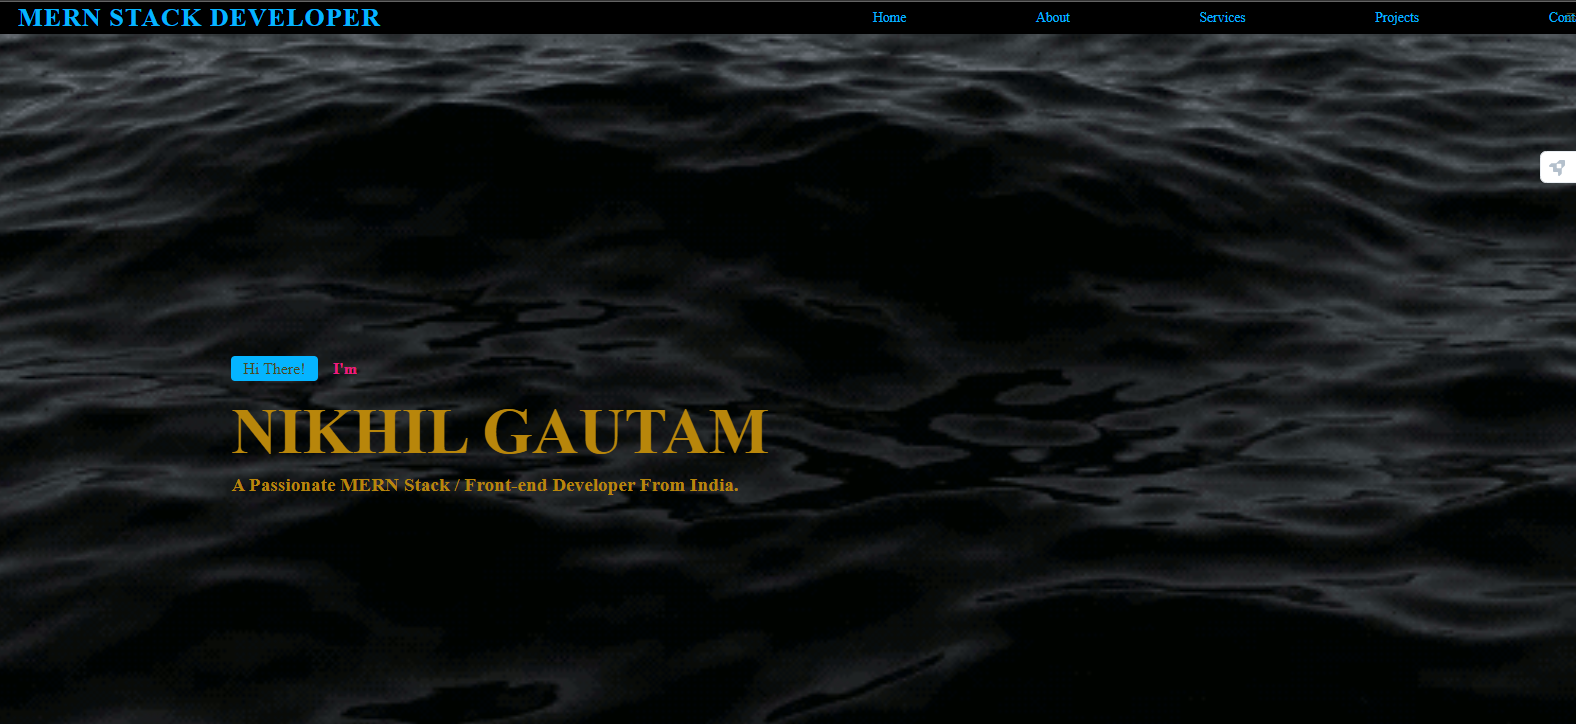 MERN STACK DEVELOPER
Home About Services Projects
Hi There! I'm
NIKHIL GAUTAM
A Passionate MERN Stack / Front-end Developer From India.